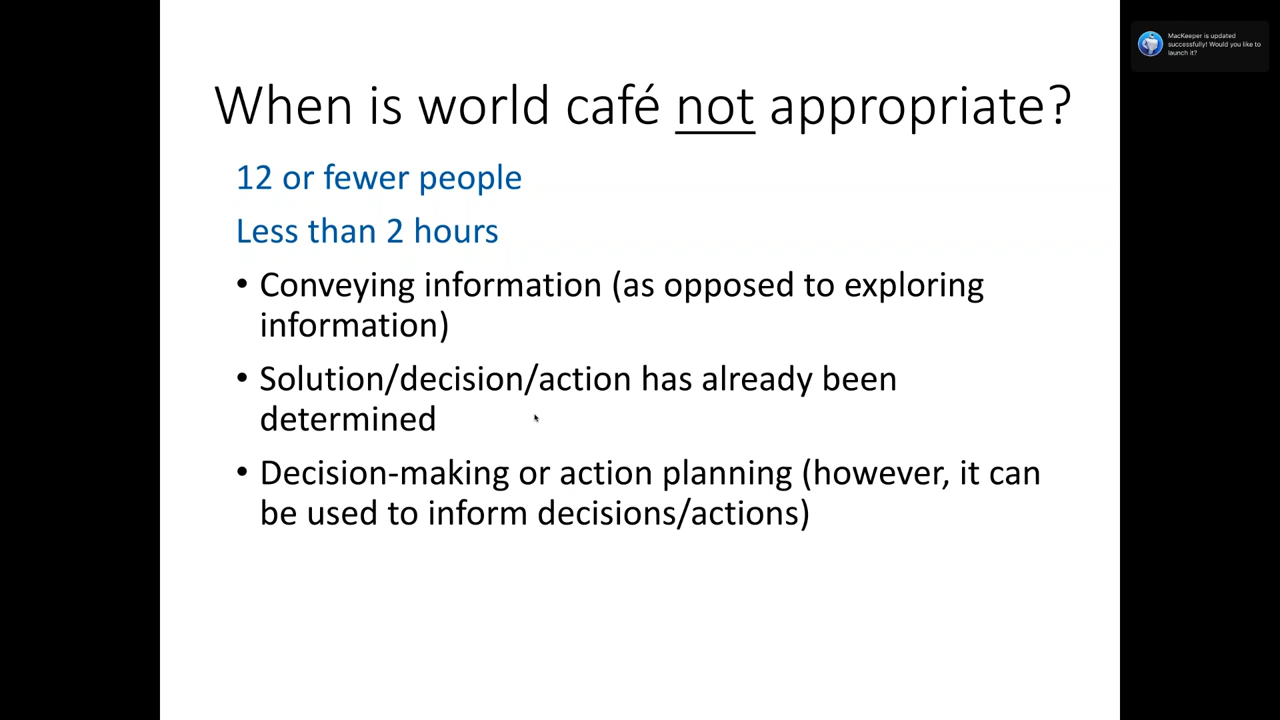 When is world café not appropriate?
12 or fewer people
Less than 2 hours
• Conveying information (as opposed to exploring
information)
• Solution/decision/action has already been
determined
• Decision-making or action planning (however, it can
be used to inform decisions/actions)
MacKeeper is updated
successfully! Would you like to
launch it?